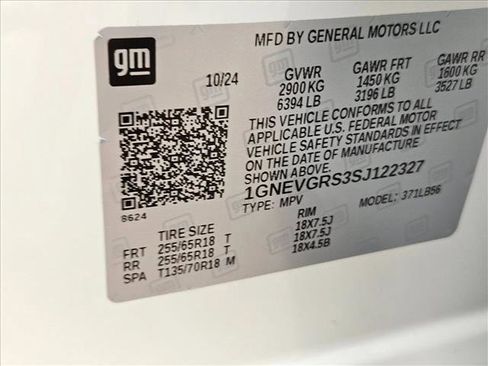 gm
MFD BY GENERAL MOTORS LLC
10/24
GVWR GAWR FRT GAWR RR
2900 KG 1450 KG 1600 KG
6394 LB 3196 LB 3527 LB
THIS VEHICLE CONFORMS TO ALL
APPLICABLE U.S. FEDERAL MOTOR
VEHICLE SAFETY STANDARDS IN EFFECT
ON THE DATE OF MANUFACTURE
SHOWN ABOVE.
1GNEVGRS3SJ122327
TYPE: MPV MODEL: 371LB56
8624
TIRE SIZE RIM
FRT 255/65R18 T 18X7.5J
RR 255/65R18 T 18X7.5J
SPA T135/70R18 M 18X4.5B